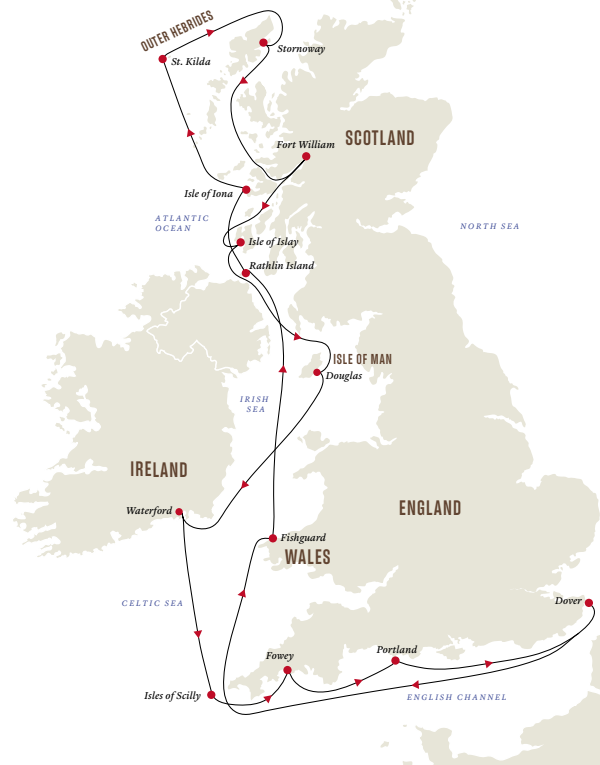 OUTER HEBRIDES
Stornoway
St. Kilda
SCOTLAND
Fort William
Isle of Iona
ATLANTIC
OCEAN
NORTH SEA
Isle of Islay
Rathlin Island
ISLE OF MAN
Douglas
IRISH
SEA
IRELAND
ENGLAND
Waterford
Fishguard
WALES
CELTIC SEA
Dover
Fowey
Portland
Isles of Scilly
ENGLISH CHANNEL